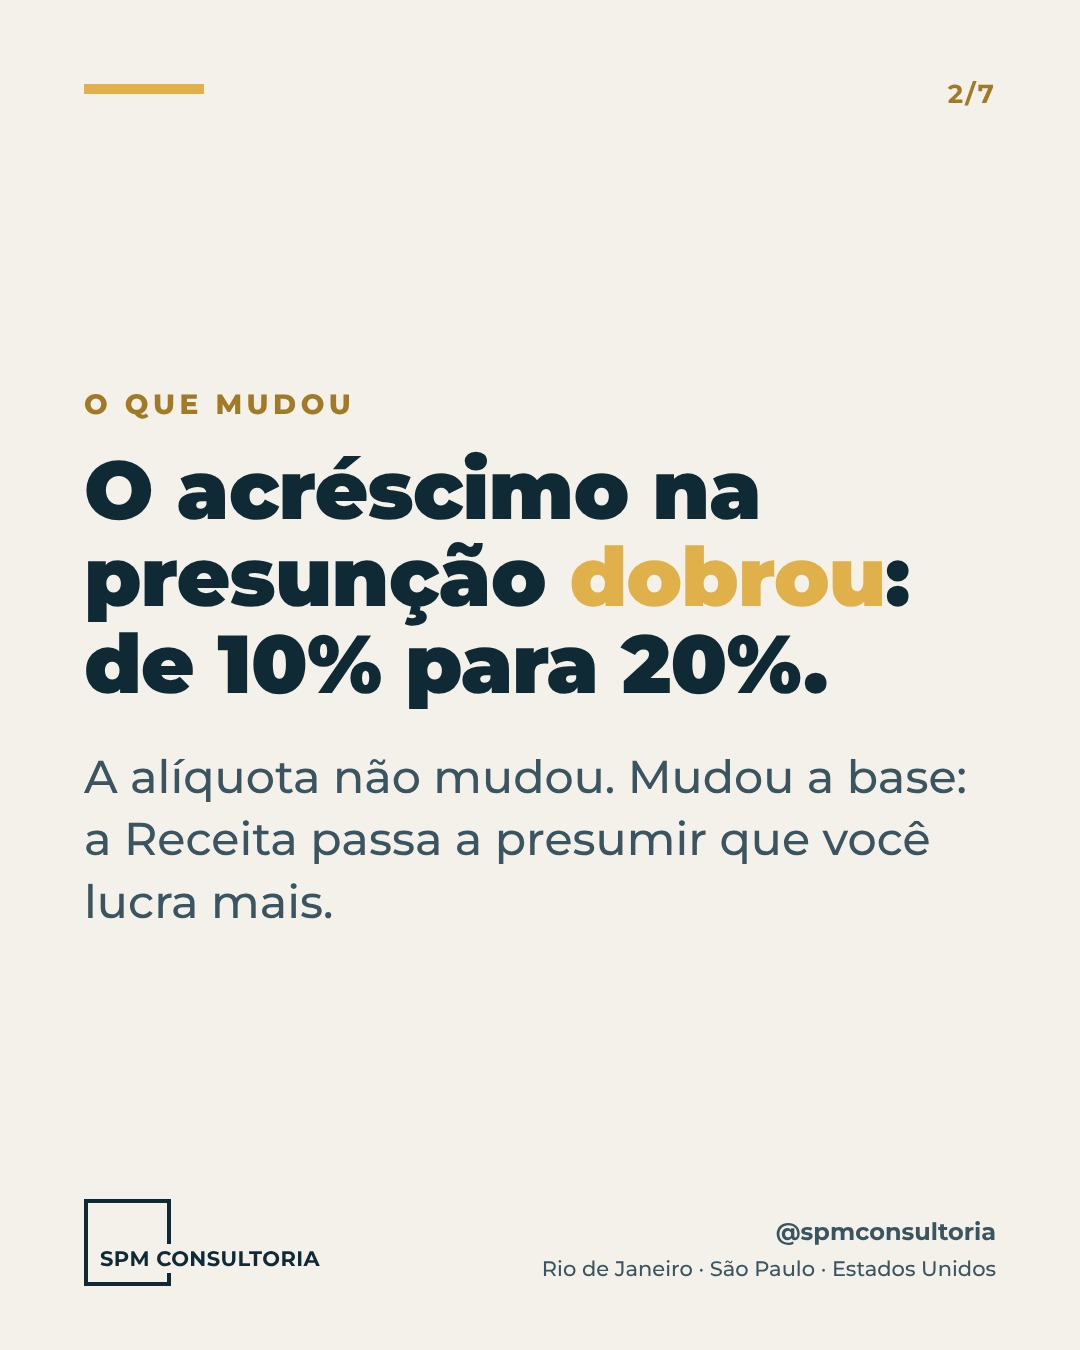 2/7
O QUE MUDOU
O acréscimo na
presunção dobrou:
de 10% para 20%.
A alíquota não mudou. Mudou a base:
a Receita passa a presumir que você
lucra mais.
SPM CONSULTORIA
@spmconsultoria
Rio de Janeiro · São Paulo · Estados Unidos